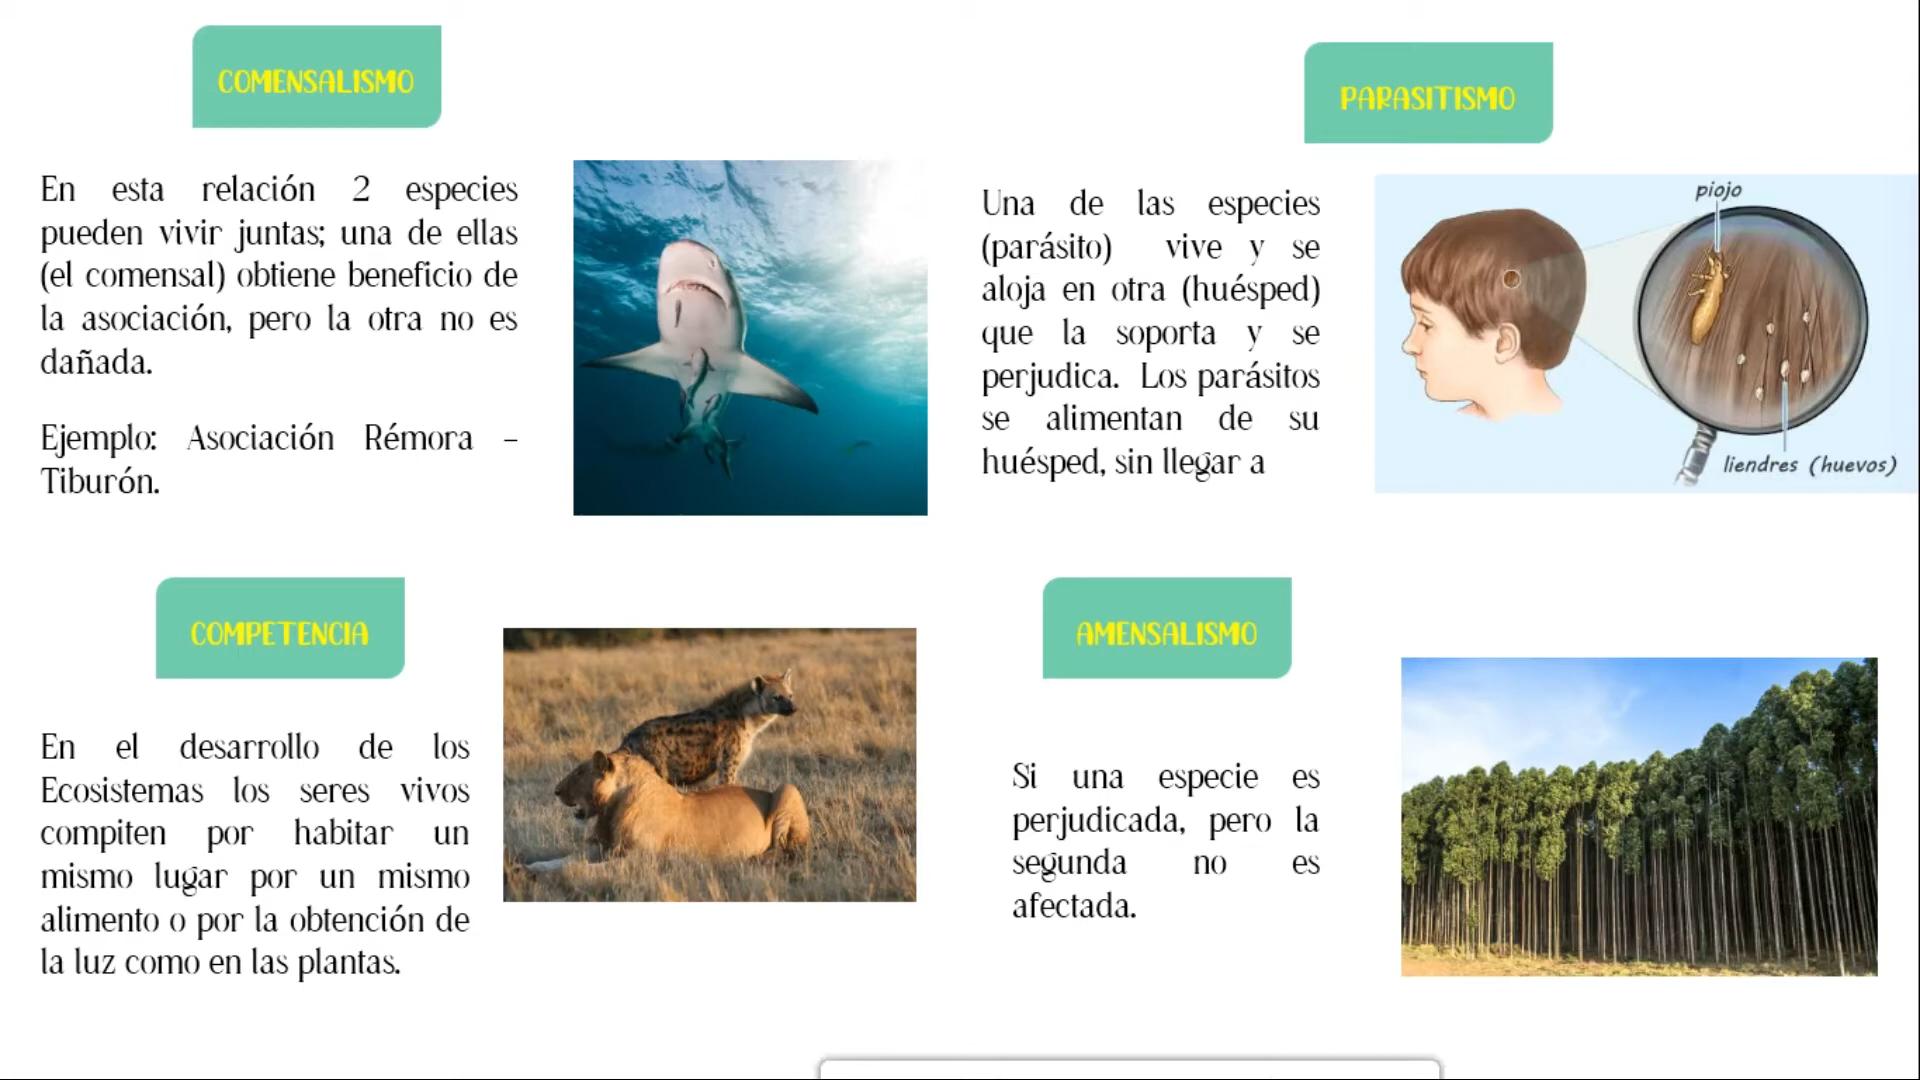 COMENSALISMO
En esta relación 2 especies
pueden vivir juntas; una de ellas
(el comensal) obtiene beneficio de
la asociación, pero la otra no es
dañada.
Ejemplo: Asociación Rémora –
Tiburón.
PARASITISMO
Una de las especies
(parásito) vive y se
aloja en otra (huésped)
que la soporta y se
perjudica. Los parásitos
se alimentan de su
huésped, sin llegar a
piojo
liendres (huevos)
COMPETENCIA
En el desarrollo de los
Ecosistemas los seres vivos
compiten por habitar un
mismo lugar por un mismo
alimento o por la obtención de
la luz como en las plantas.
AMENSALISMO
Si una especie es
perjudicada, pero la
segunda no es
afectada.